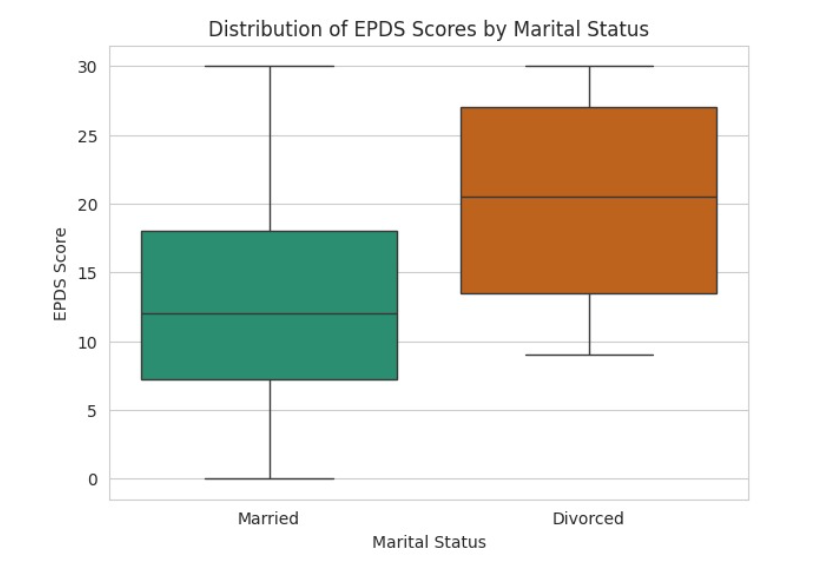 Distribution of EPDS Scores by Marital Status
30
25
20
15
10
5
0
EPDS Score
Married Divorced
Marital Status